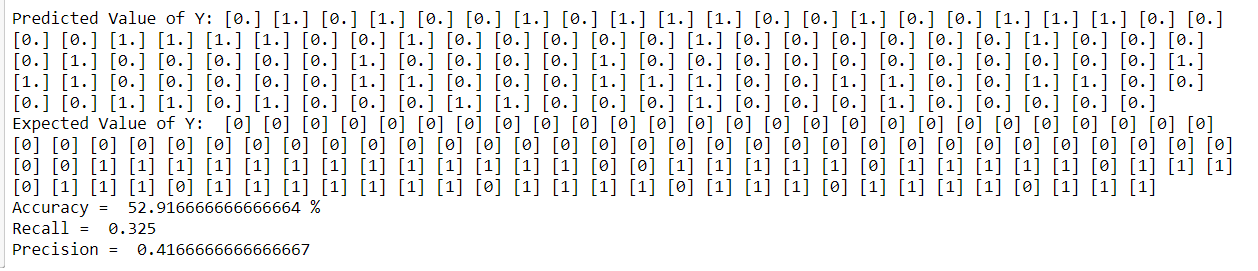 Predicted Value of Y: [0.] [1.] [0.] [1.] [0.] [0.] [1.] [0.] [1.] [1.] [1.] [0.] [0.] [1.] [0.] [0.] [1.] [1.] [1.] [0.] [0.]
[0.] [0.] [1.] [1.] [1.] [1.] [0.] [0.] [1.] [0.] [0.] [0.] [0.] [0.] [1.] [0.] [0.] [0.] [0.] [0.] [0.] [0.] [1.] [0.] [0.] [0.]
[0.] [1.] [0.] [0.] [0.] [0.] [0.] [1.] [0.] [0.] [0.] [0.] [1.] [0.] [0.] [0.] [0.] [0.] [0.] [0.] [0.] [0.] [0.] [0.] [1.]
[1.] [1.] [0.] [0.] [0.] [0.] [0.] [1.] [1.] [0.] [0.] [0.] [1.] [1.] [1.] [0.] [0.] [1.] [1.] [0.] [0.] [1.] [1.] [0.] [0.]
[0.] [0.] [1.] [1.] [0.] [1.] [0.] [0.] [0.] [1.] [1.] [0.] [0.] [0.] [1.] [0.] [0.] [0.] [1.] [0.] [0.] [0.] [0.] [0.]
Expected Value of Y:  [0] [0] [0] [0] [0] [0] [0] [0] [0] [0] [0] [0] [0] [0] [0] [0] [0] [0] [0] [0] [0] [0] [0] [0] [0] [0]
[0] [0] [0] [0] [0] [0] [0] [0] [0] [0] [0] [0] [0] [0] [0] [0] [0] [0] [0] [0] [0] [0] [0] [0] [0] [0] [0] [0] [0] [0] [0] [0]
[0] [0] [1] [1] [1] [1] [1] [1] [1] [1] [1] [1] [1] [1] [1] [0] [0] [1] [1] [1] [1] [1] [0] [1] [1] [1] [1] [1] [0] [1] [1] [1]
[0] [1] [1] [1] [0] [1] [1] [1] [1] [1] [1] [1] [0] [1] [1] [1] [1] [0] [1] [1] [1] [0] [1] [1] [1] [1] [0] [1] [1] [1]
Accuracy =  52.916666666666664 %
Recall =  0.325
Precision =  0.4166666666666667